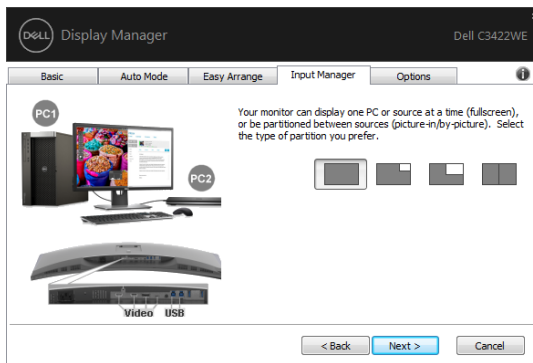 DELL Display Manager
Dell C3422WE
Basic Auto Mode Easy Arrange Input Manager Options
Your monitor can display one PC or source at a time (fullscreen),
or be partitioned between sources (picture-in/by-picture). Select
the type of partition you prefer.
PC1
PC2
Video USB
< Back Next > Cancel